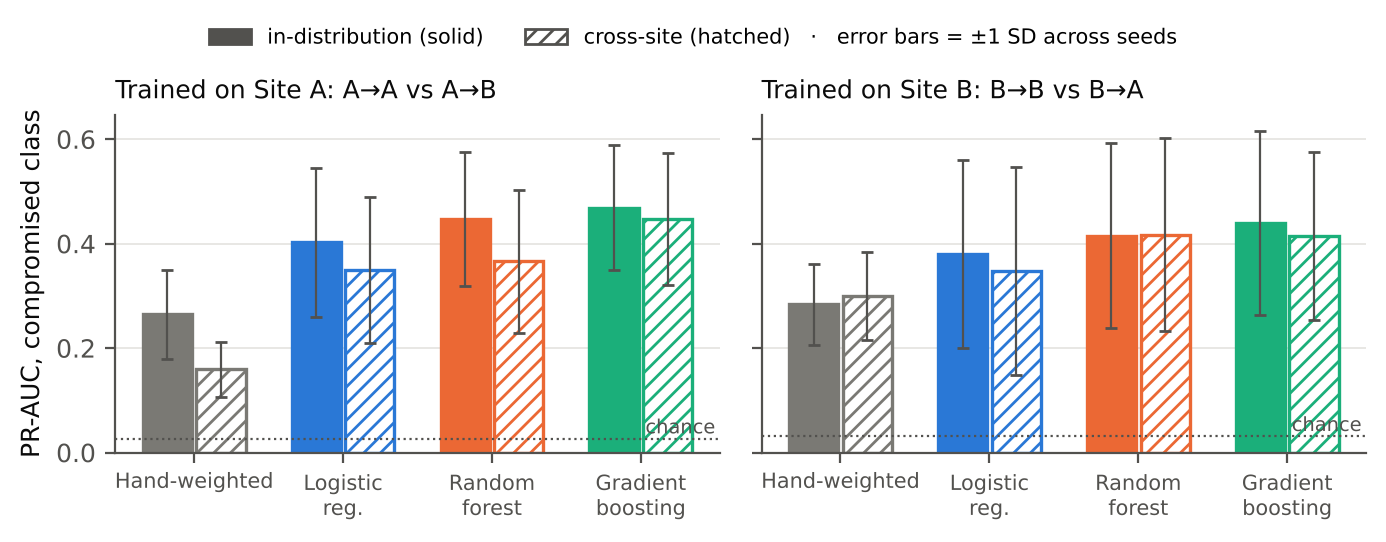 in-distribution (solid) cross-site (hatched) · error bars = ±1 SD across seeds
Trained on Site A: A→A vs A→B
PR-AUC, compromised class
0.6
0.4
0.2
0.0
chance
Hand-weighted
Logistic
reg.
Random
forest
Gradient
boosting
Trained on Site B: B→B vs B→A
chance
Hand-weighted
Logistic
reg.
Random
forest
Gradient
boosting